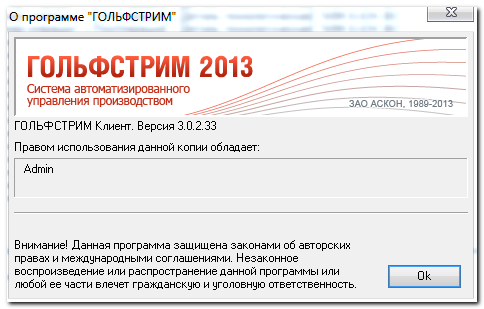 О программе "ГОЛЬФСТРИМ"
ГОЛЬФСТРИМ 2013
Система автоматизированного
управления производством
ЗАО АСКОН, 1989-2013
ГОЛЬФСТРИМ Клиент. Версия 3.0.2.33
Правом использования данной копии обладает:
Admin
Внимание! Данная программа защищена законами об авторских
правах и международными соглашениями. Незаконное
воспроизведение или распространение данной программы или
любой ее части влечет гражданскую и уголовную ответственность.
Ok